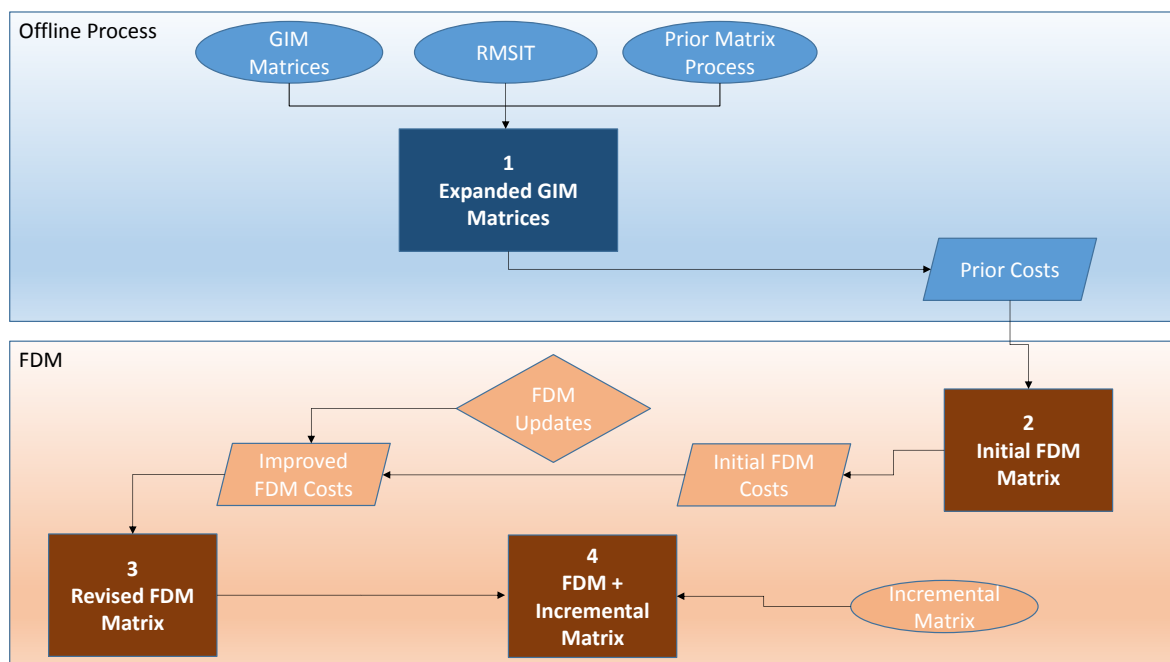 Offline Process
GIM
Matrices
RMSIT
Prior Matrix
Process
1
Expanded GIM
Matrices
Prior Costs
FDM
FDM
Updates
2
Initial FDM
Matrix
Improved
FDM Costs
Initial FDM
Costs
3
Revised FDM
Matrix
4
FDM +
Incremental
Matrix
Incremental
Matrix